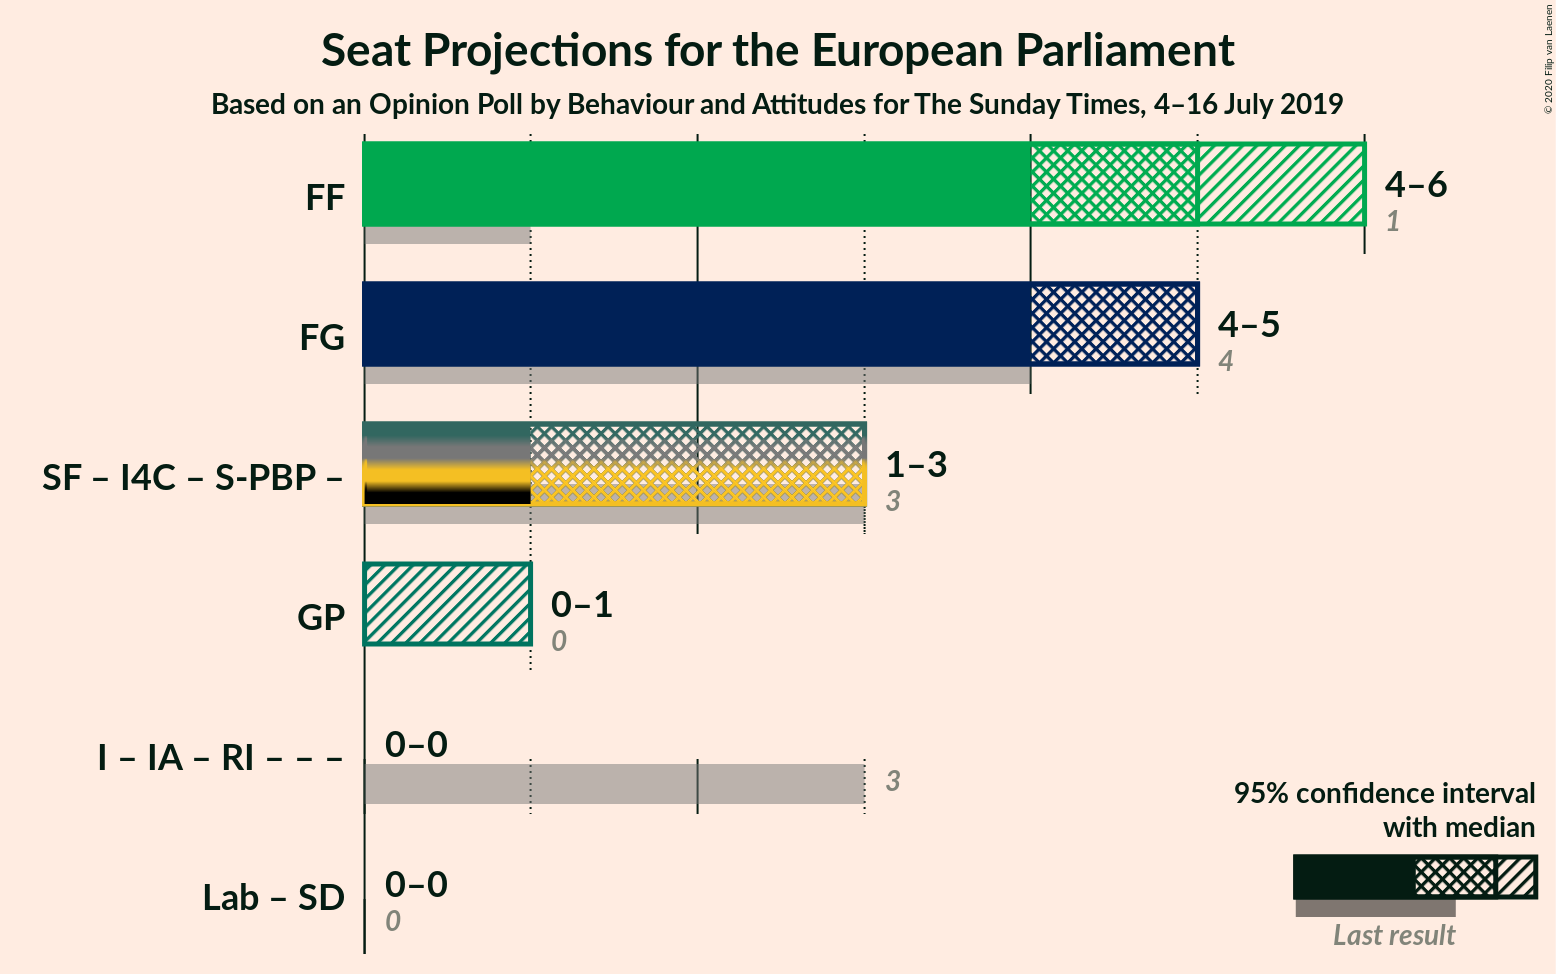 Seat Projections for the European Parliament
Based on an Opinion Poll by Behaviour and Attitudes for The Sunday Times, 4–16 July 2019
© 2020 Filip van Laenen
FF
4–6
1
FG
4–5
4
SF – I4C – S-PBP –
1–3
3
GP
0–1
0
I – IA – RI – – –
0–0
3
Lab – SD
0–0
0
95% confidence interval
with median
Last result